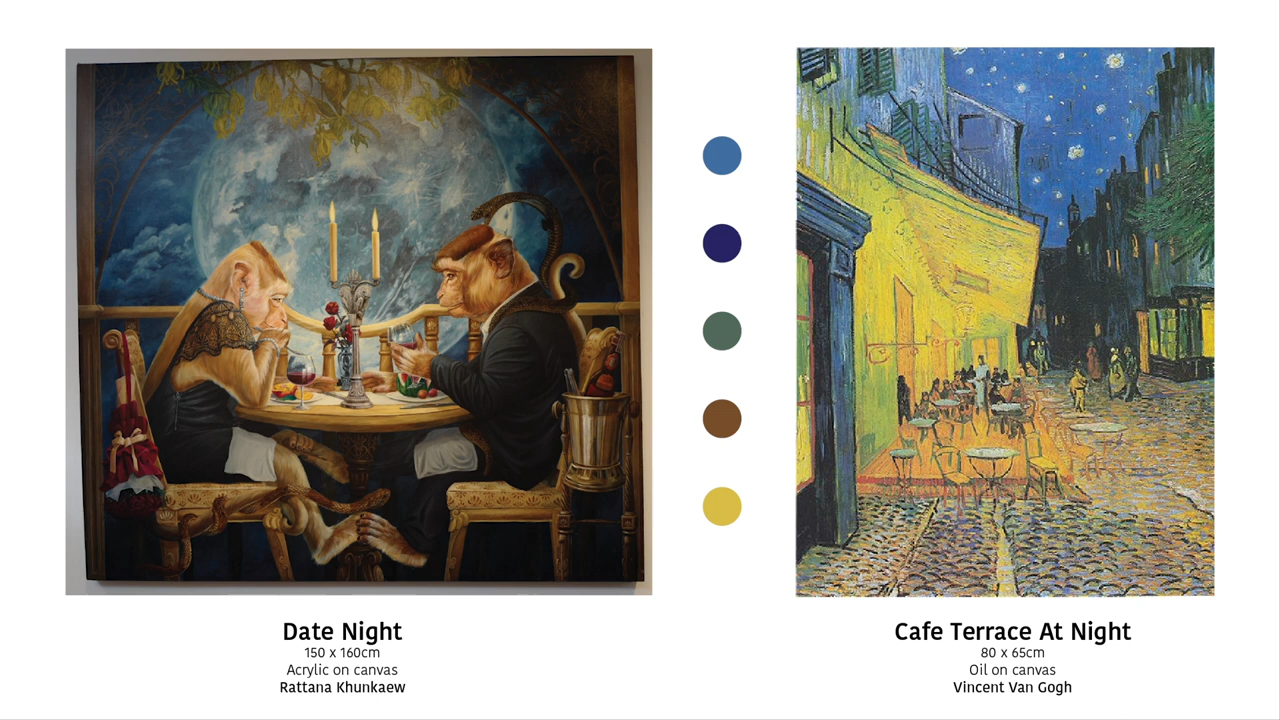 Date Night
150 x 160cm
Acrylic on canvas
Rattana Khunkaew
Cafe Terrace At Night
80 x 65cm
Oil on canvas
Vincent Van Gogh